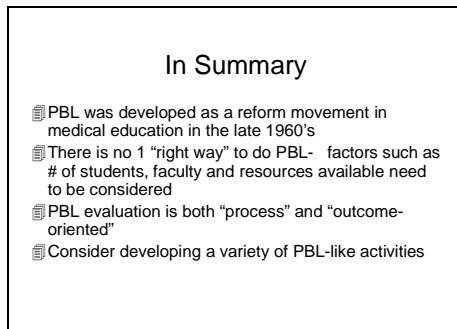 In Summary
PBL was developed as a reform movement in
medical education in the late 1960’s
There is no 1 “right way” to do PBL-   factors such as
# of students, faculty and resources available need
to be considered
PBL evaluation is both “process” and “outcome-
oriented”
Consider developing a variety of PBL-like activities